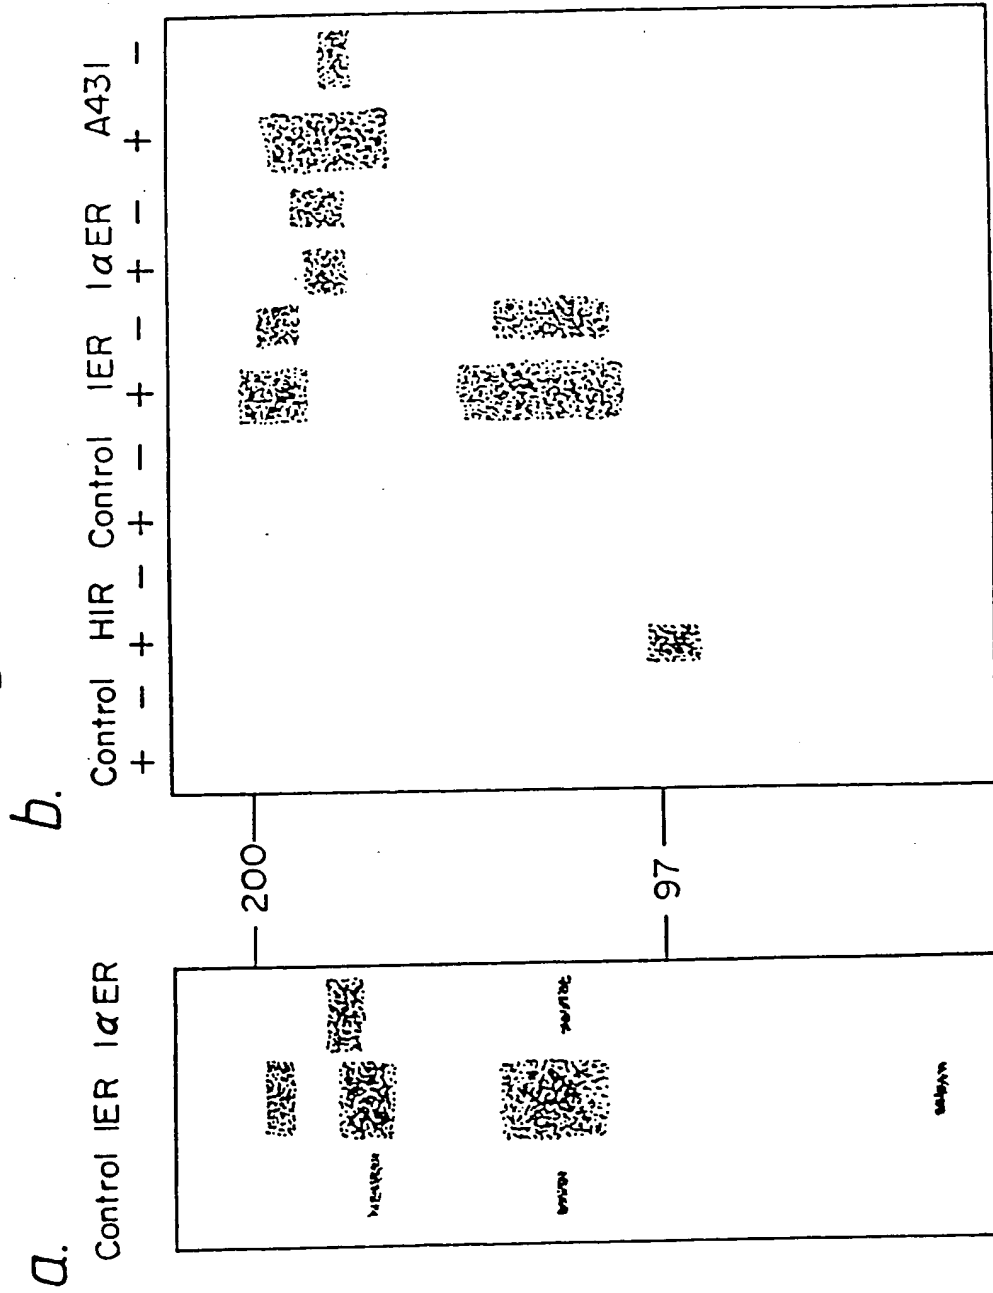 a.
Control IER IαER
200
97
b.
Control HIR Control IER IαER A431
+ − + − + − + − + − + −